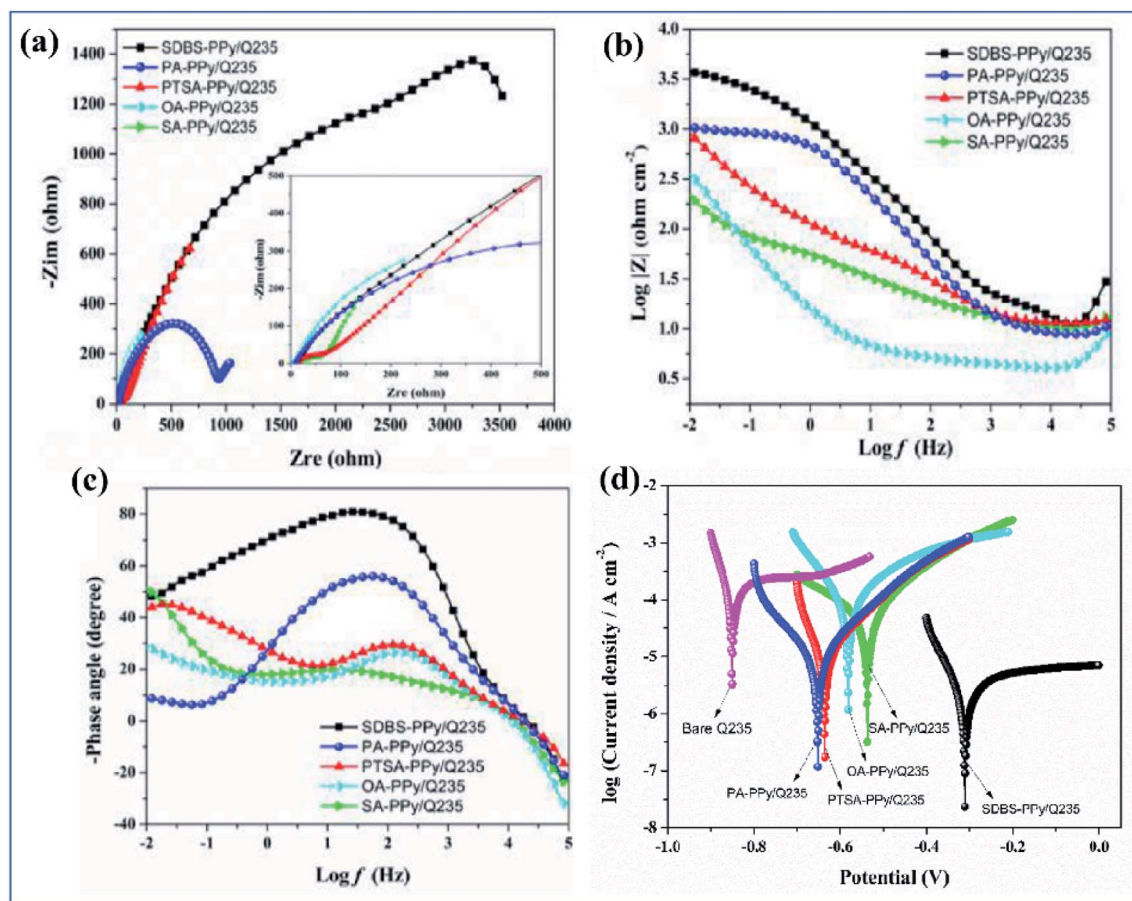 (a)
SDBS-PPy/Q235
PA-PPy/Q235
PTSA-PPy/Q235
OA-PPy/Q235
SA-PPy/Q235
-Zim (ohm)
1400
1200
1000
800
600
400
200
0
0 500 1000 1500 2000 2500 3000 3500 4000
Zre (ohm)
-Zim (ohm)
500
400
300
200
100
0
0 100 200 300 400 500
Zre (ohm)
(b)
SDBS-PPy/Q235
PA-PPy/Q235
PTSA-PPy/Q235
OA-PPy/Q235
SA-PPy/Q235
Log |Z| (ohm cm-2)
4.0
3.5
3.0
2.5
2.0
1.5
1.0
0.5
-2 -1 0 1 2 3 4 5
Log f (Hz)
(c)
-Phase angle (degree)
80
60
40
20
0
-20
-40
SDBS-PPy/Q235
PA-PPy/Q235
PTSA-PPy/Q235
OA-PPy/Q235
SA-PPy/Q235
-2 -1 0 1 2 3 4 5
Log f (Hz)
(d)
log (Current density / A cm-2)
-2
-3
-4
-5
-6
-7
-8
Bare Q235
SA-PPy/Q235
OA-PPy/Q235
PA-PPy/Q235
PTSA-PPy/Q235
SDBS-PPy/Q235
-1.0 -0.8 -0.6 -0.4 -0.2 0.0
Potential (V)